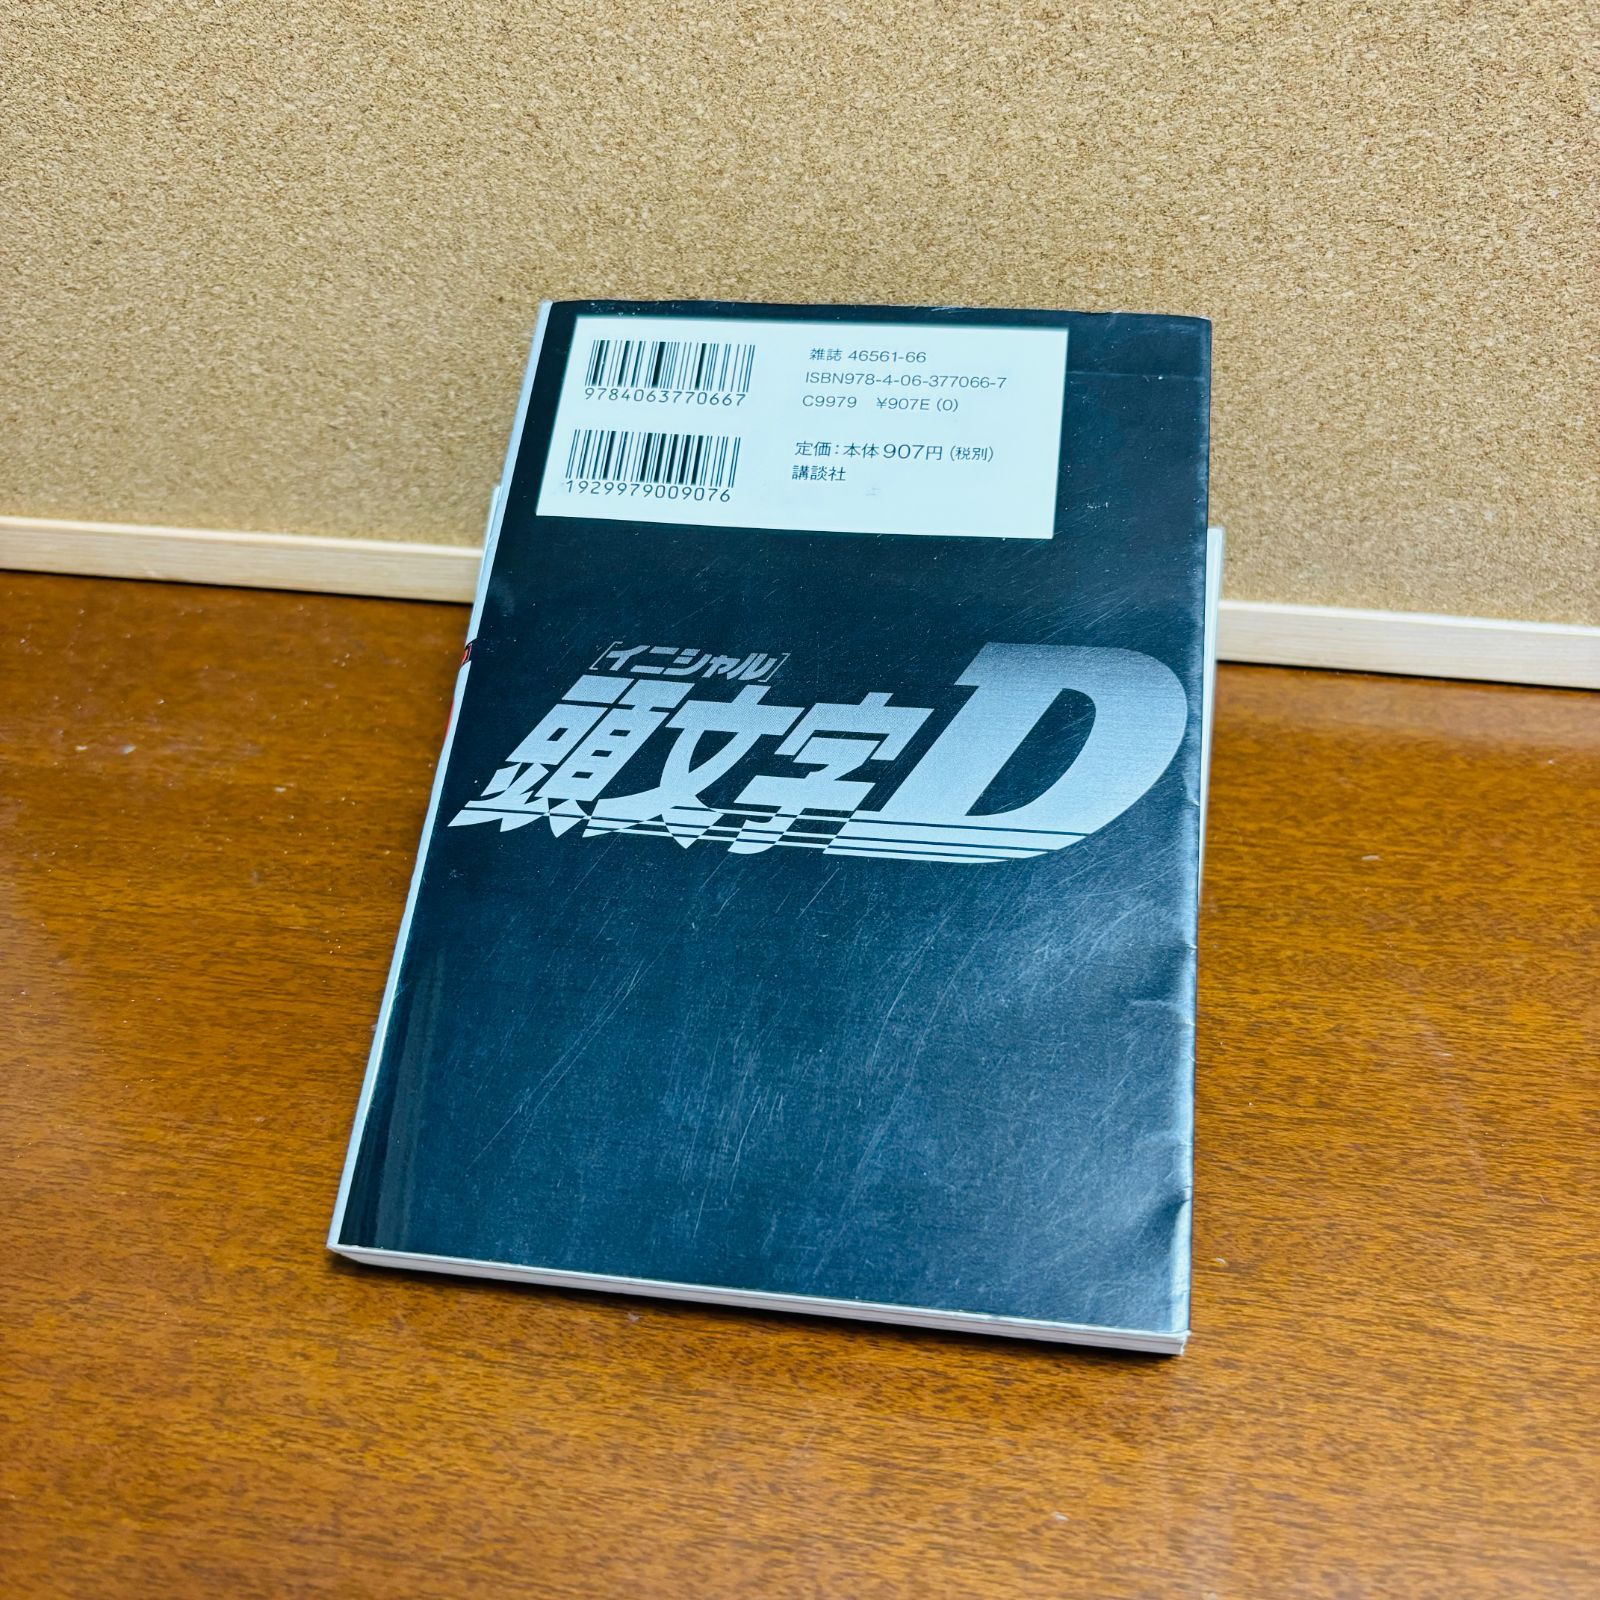 9784063770667
雑誌 46561-66
ISBN978-4-06-377066-7
C9979 ¥907E (0)
1929979009076
定価:本体907円(税別)
講談社
[イニシャル]
頭文字D